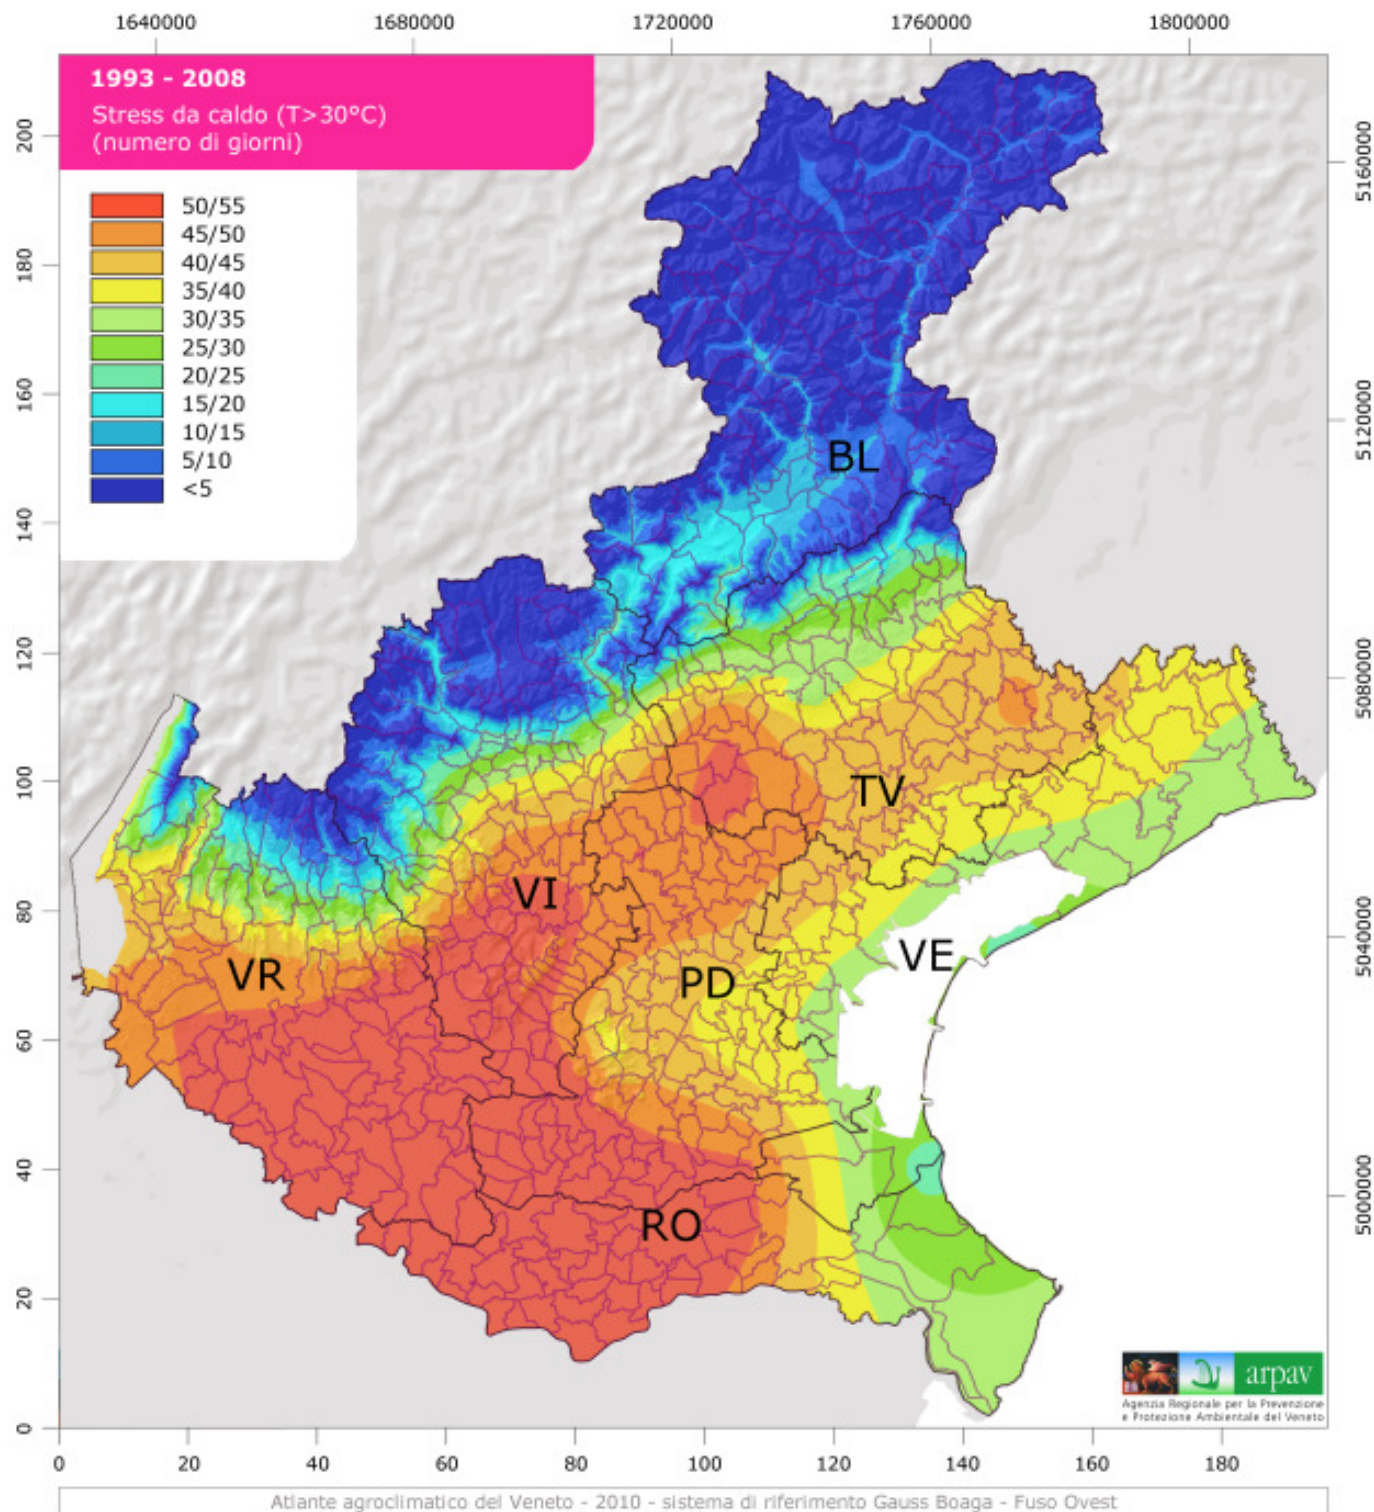 1640000 1680000 1720000 1760000 1800000
1993 - 2008
Stress da caldo (T>30°C)
(numero di giorni)
50/55
45/50
40/45
35/40
30/35
25/30
20/25
15/20
10/15
5/10
<5
200
180
160
140
120
100
80
60
40
20
0
5160000
5120000
5080000
5040000
5000000
BL
TV
VI
VE
VR
PD
RO
arpav
Agenzia Regionale per la Prevenzione
e Protezione Ambientale del Veneto
0 20 40 60 80 100 120 140 160 180
Atlante agroclimatico del Veneto - 2010 - sistema di riferimento Gauss Boaga - Fuso Ovest